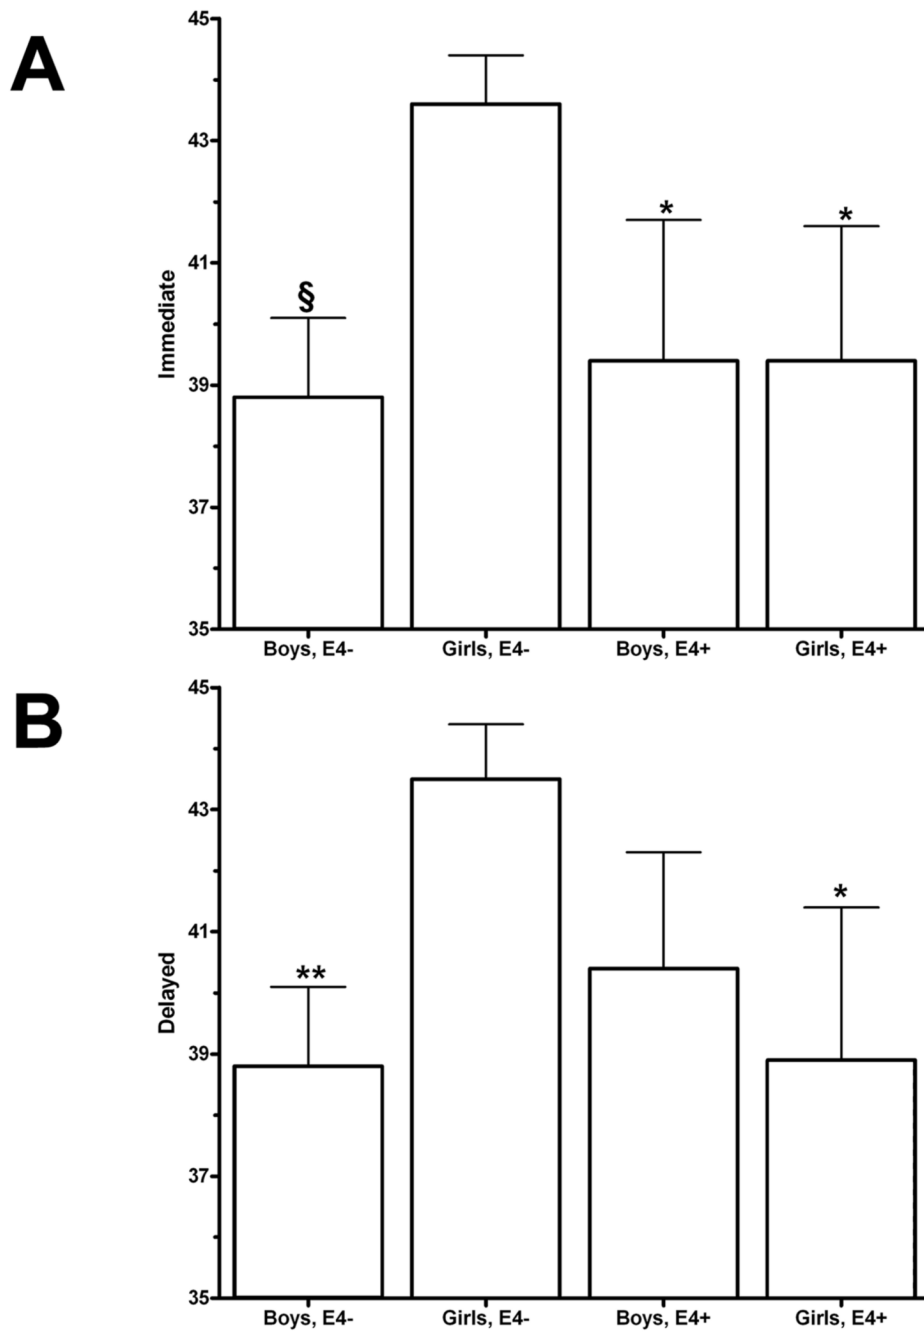 A
45
43
41
39
37
35
Immediate
§
*
*
Boys, E4-
Girls, E4-
Boys, E4+
Girls, E4+
B
45
43
41
39
37
35
Delayed
**
*
Boys, E4-
Girls, E4-
Boys, E4+
Girls, E4+